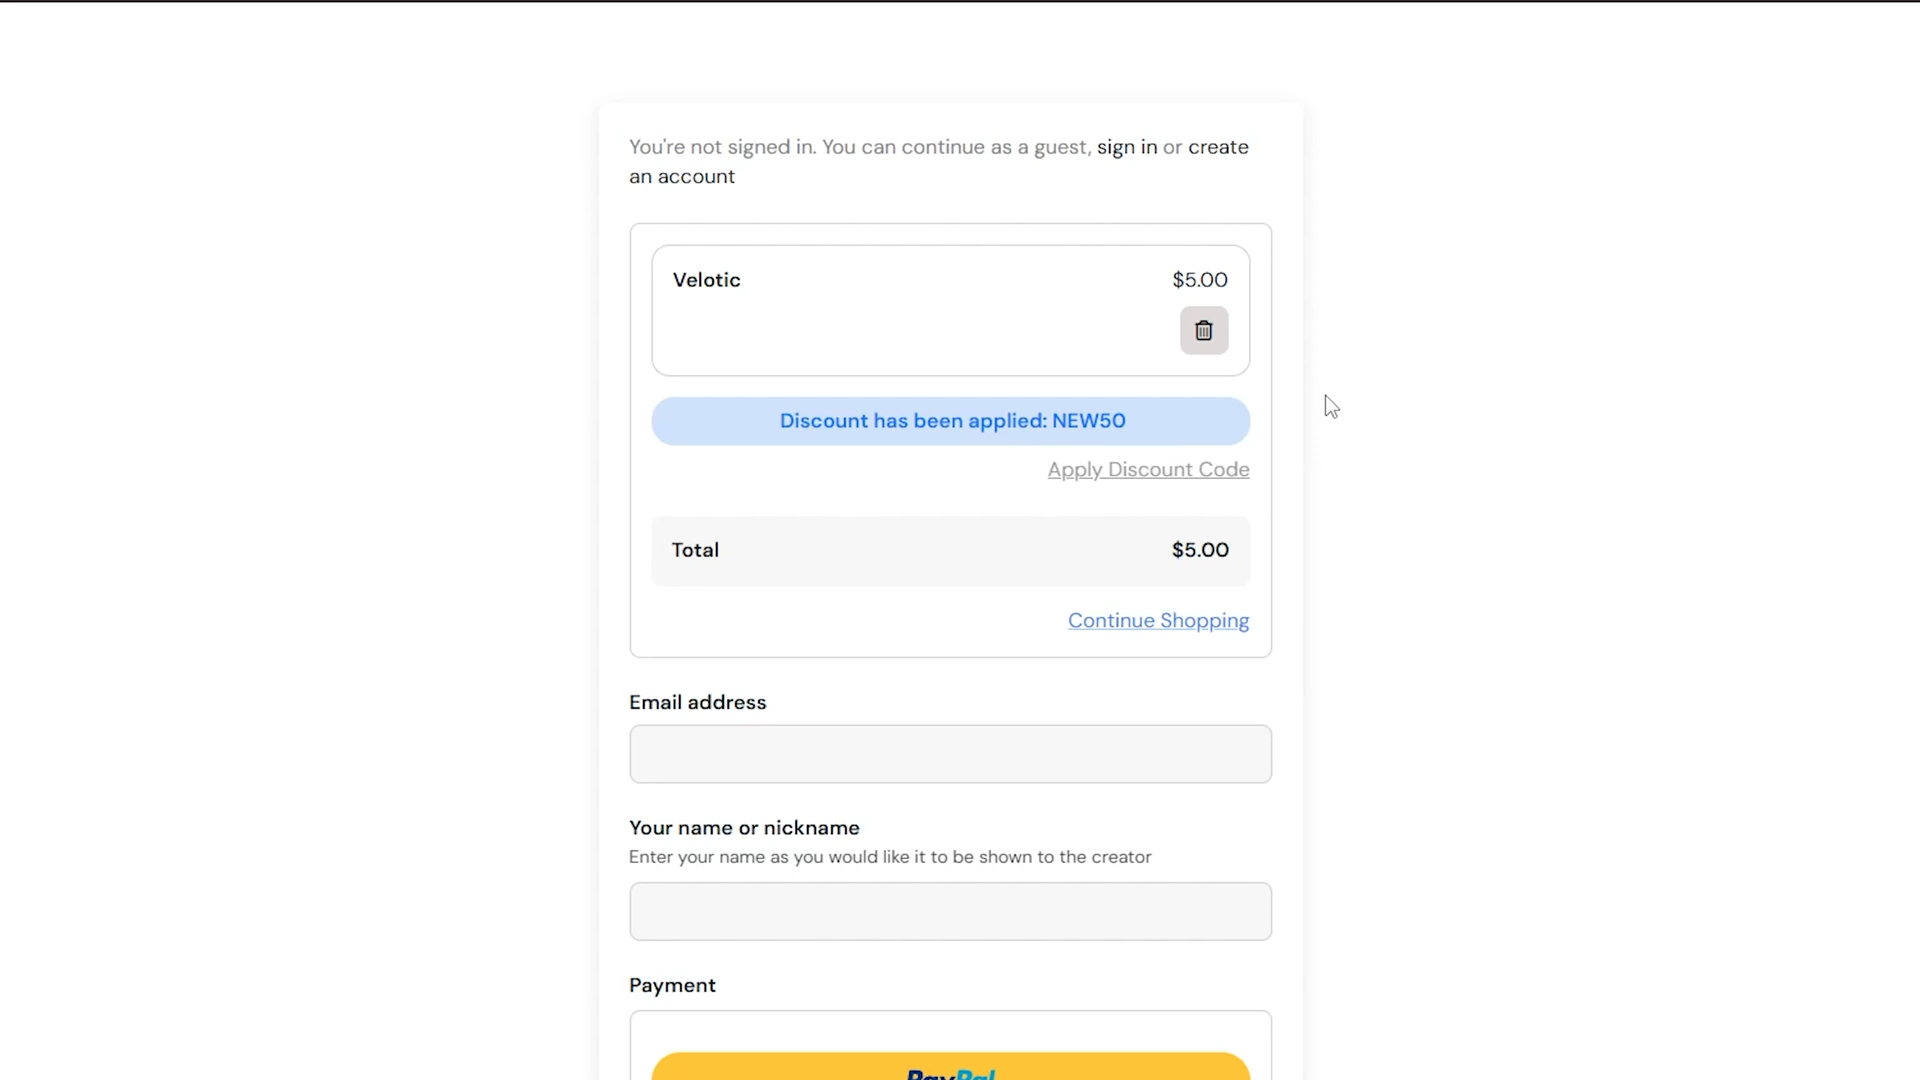 You're not signed in. You can continue as a guest, sign in or create
an account
Velotic $5.00
Discount has been applied: NEW50
Apply Discount Code
Total $5.00
Continue Shopping
Email address
Your name or nickname
Enter your name as you would like it to be shown to the creator
Payment
PayPal